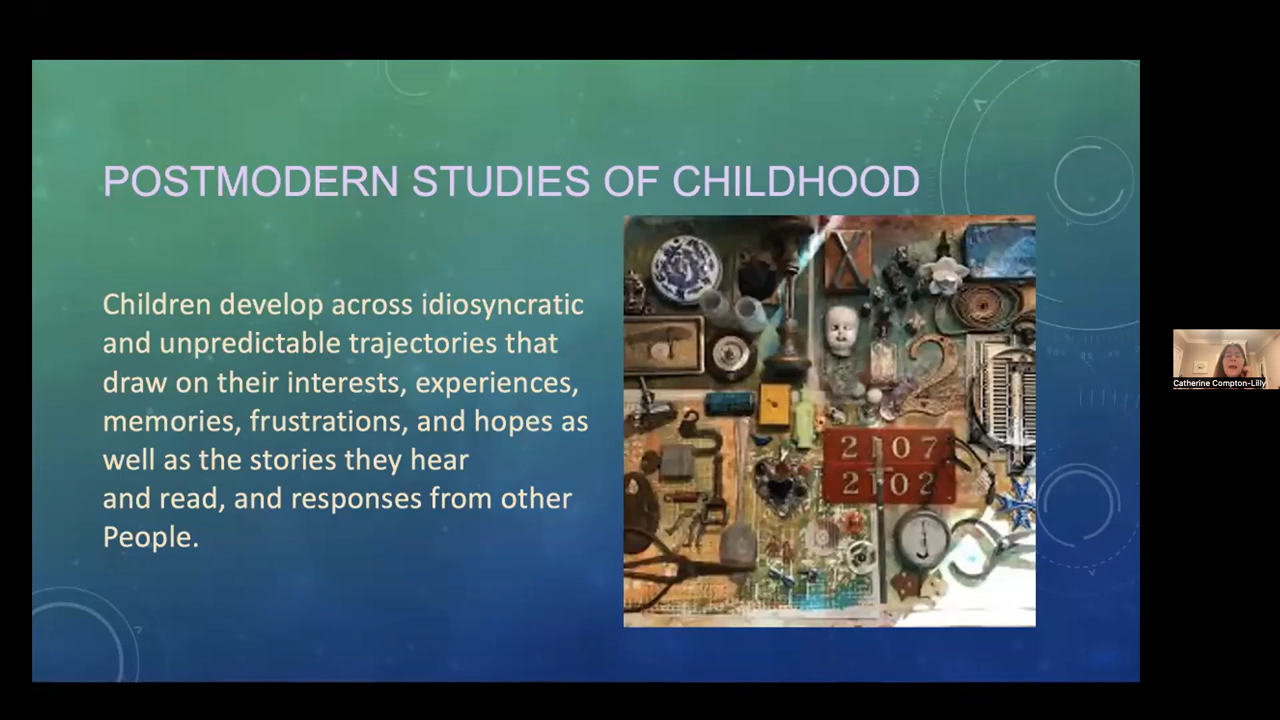 POSTMODERN STUDIES OF CHILDHOOD
Children develop across idiosyncratic
and unpredictable trajectories that
draw on their interests, experiences,
memories, frustrations, and hopes as
well as the stories they hear
and read, and responses from other
People.
X
2
2107
2102
Catherine Compton-Lilly